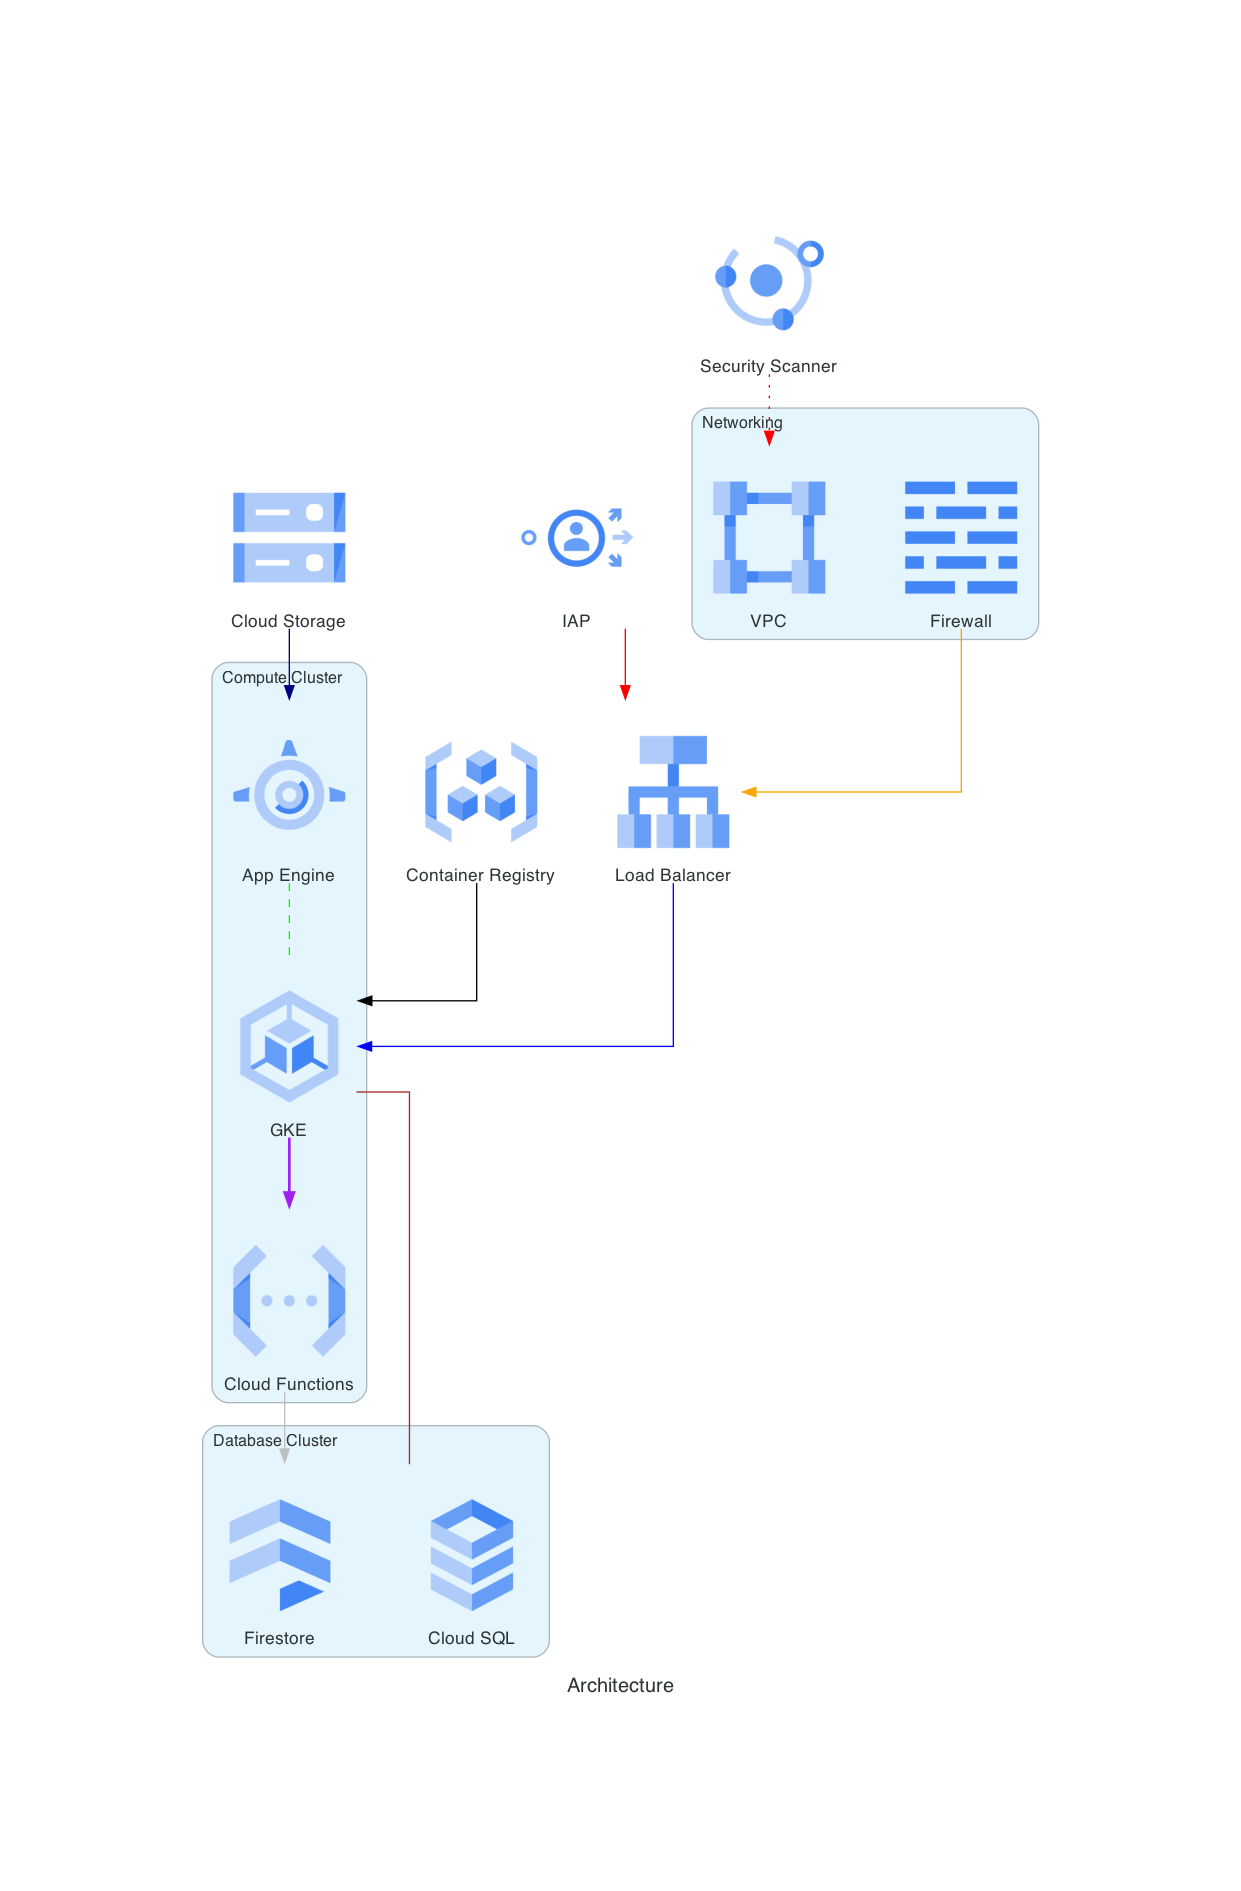 Security Scanner
Networking
Cloud Storage
IAP
VPC
Firewall
Compute Cluster
App Engine
Container Registry
Load Balancer
GKE
Cloud Functions
Database Cluster
Firestore
Cloud SQL
Architecture